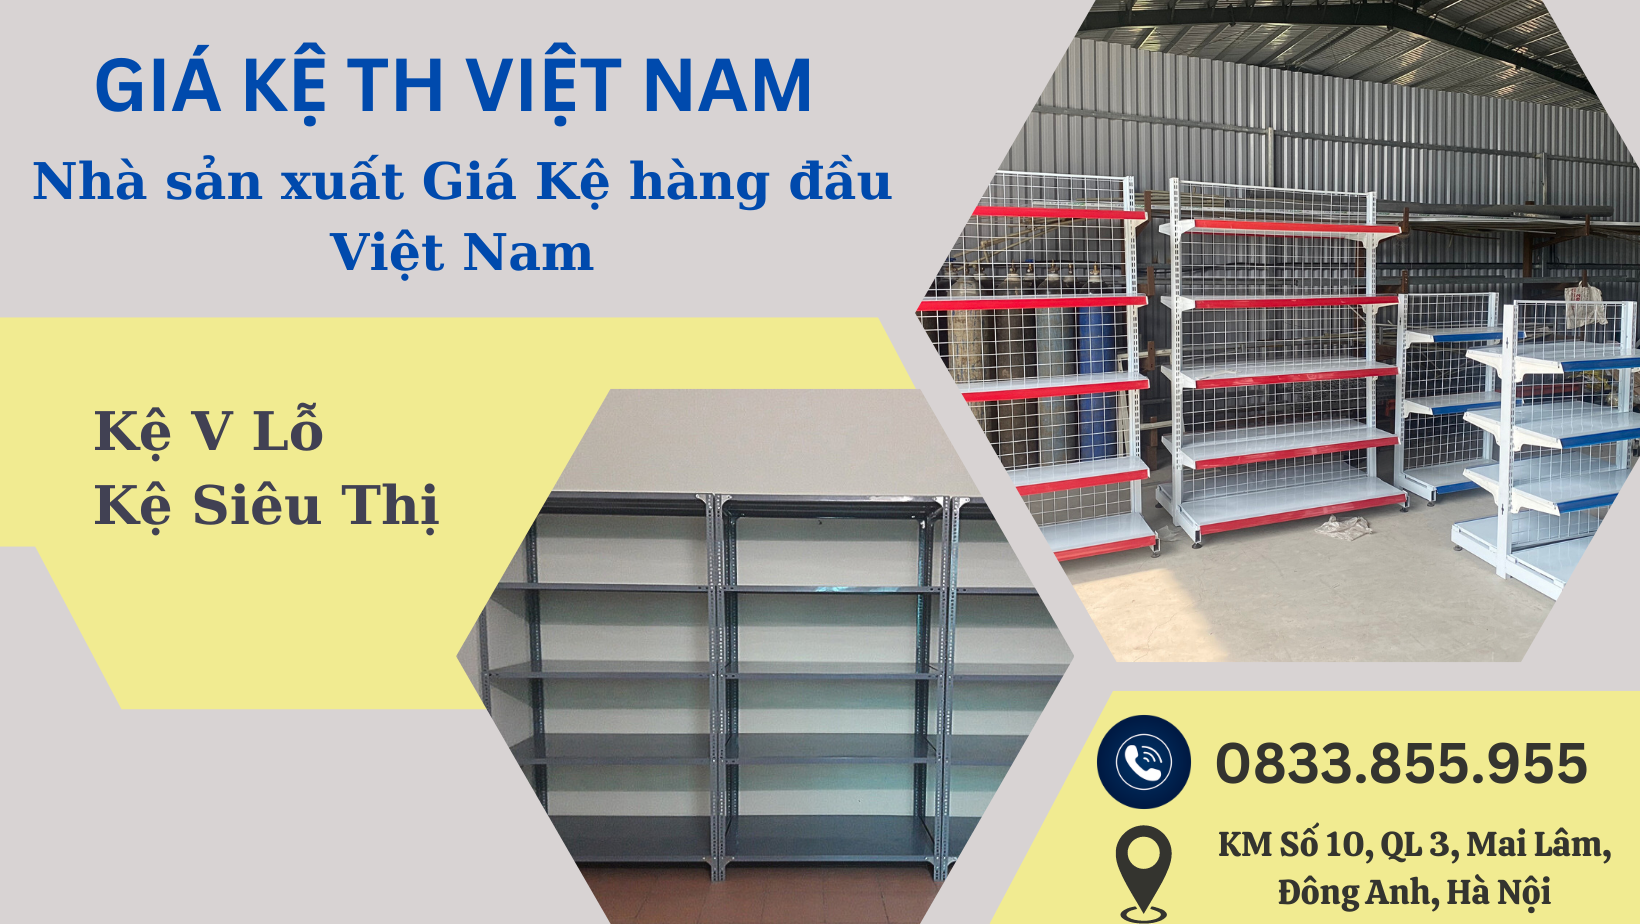 GIÁ KỆ TH VIỆT NAM
Nhà sản xuất Giá Kệ hàng đầu
Việt Nam
Kệ V Lỗ
Kệ Siêu Thị
0833.855.955
KM Số 10, QL 3, Mai Lâm,
Đông Anh, Hà Nội